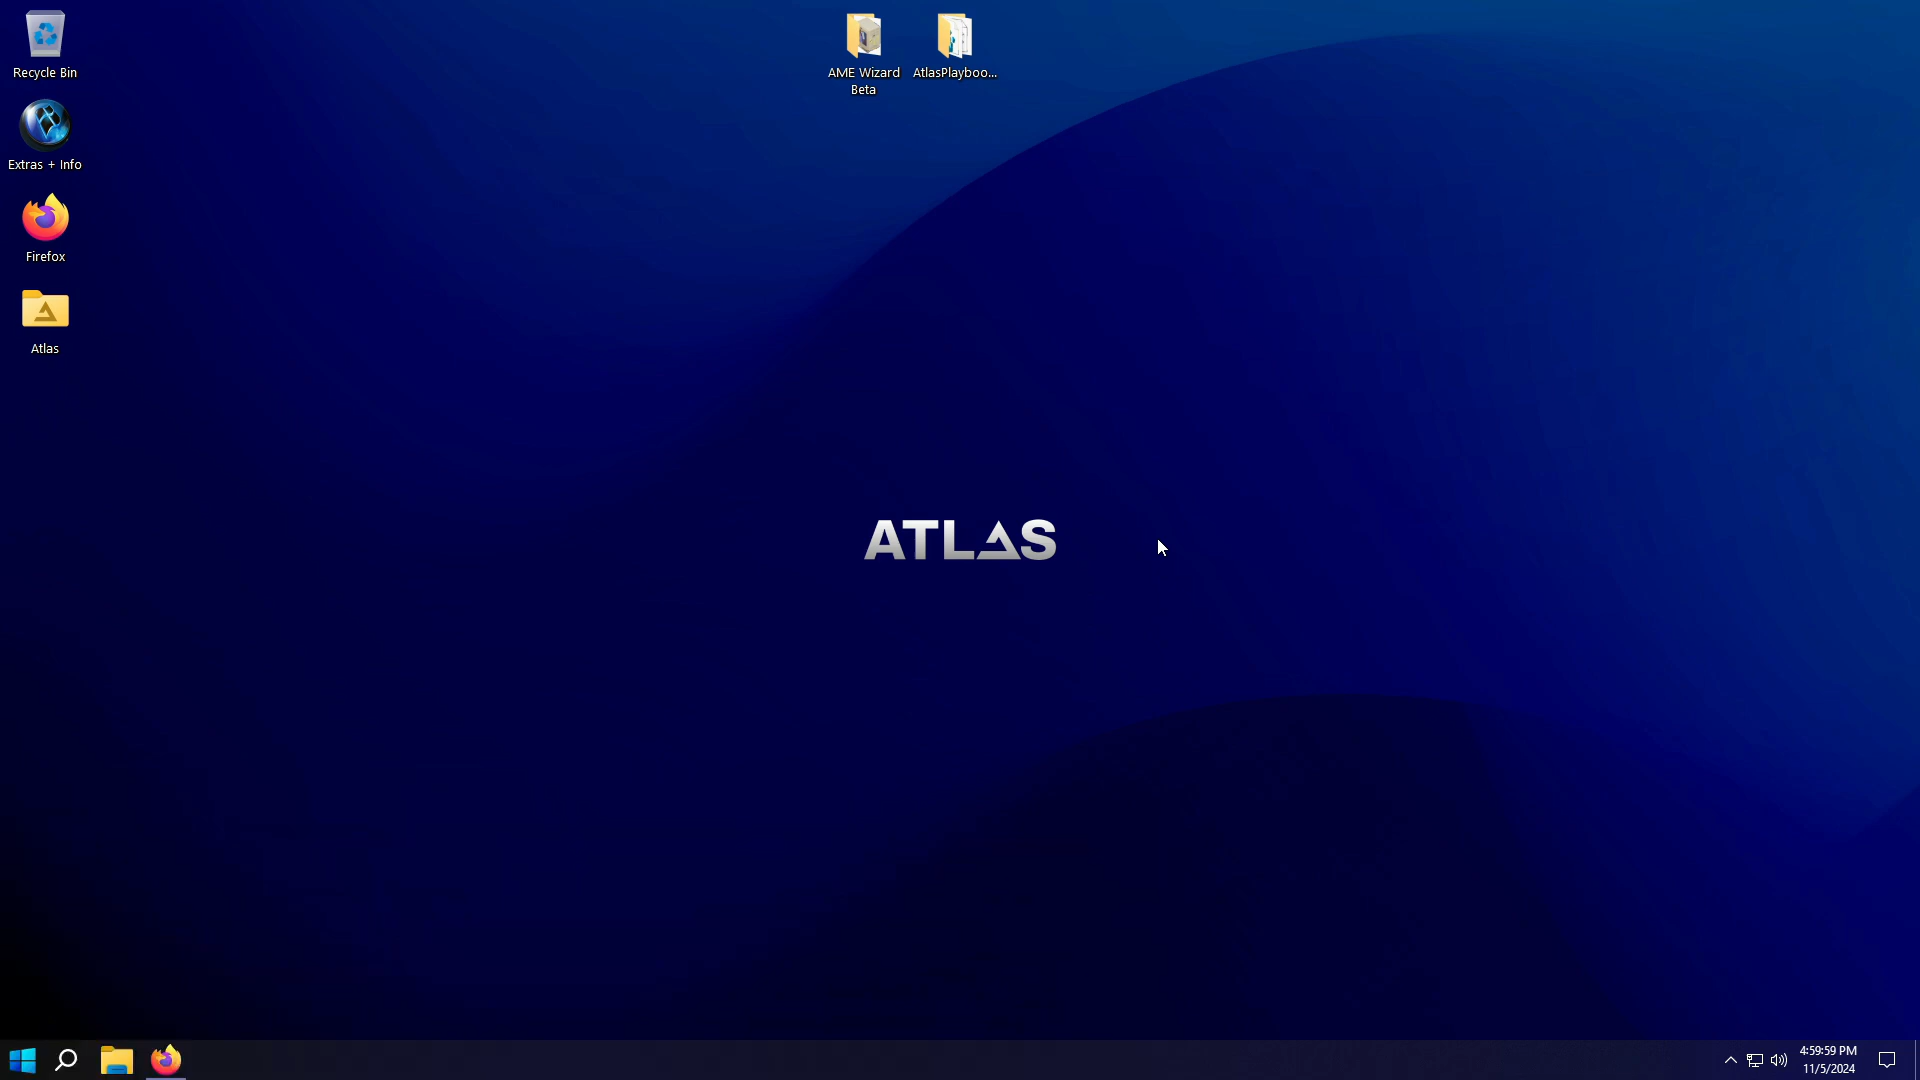 Recycle Bin
Extras + Info
Firefox
Atlas
AME Wizard
Beta
AtlasPlayboo...
ATLAS
4:59:59 PM
11/5/2024